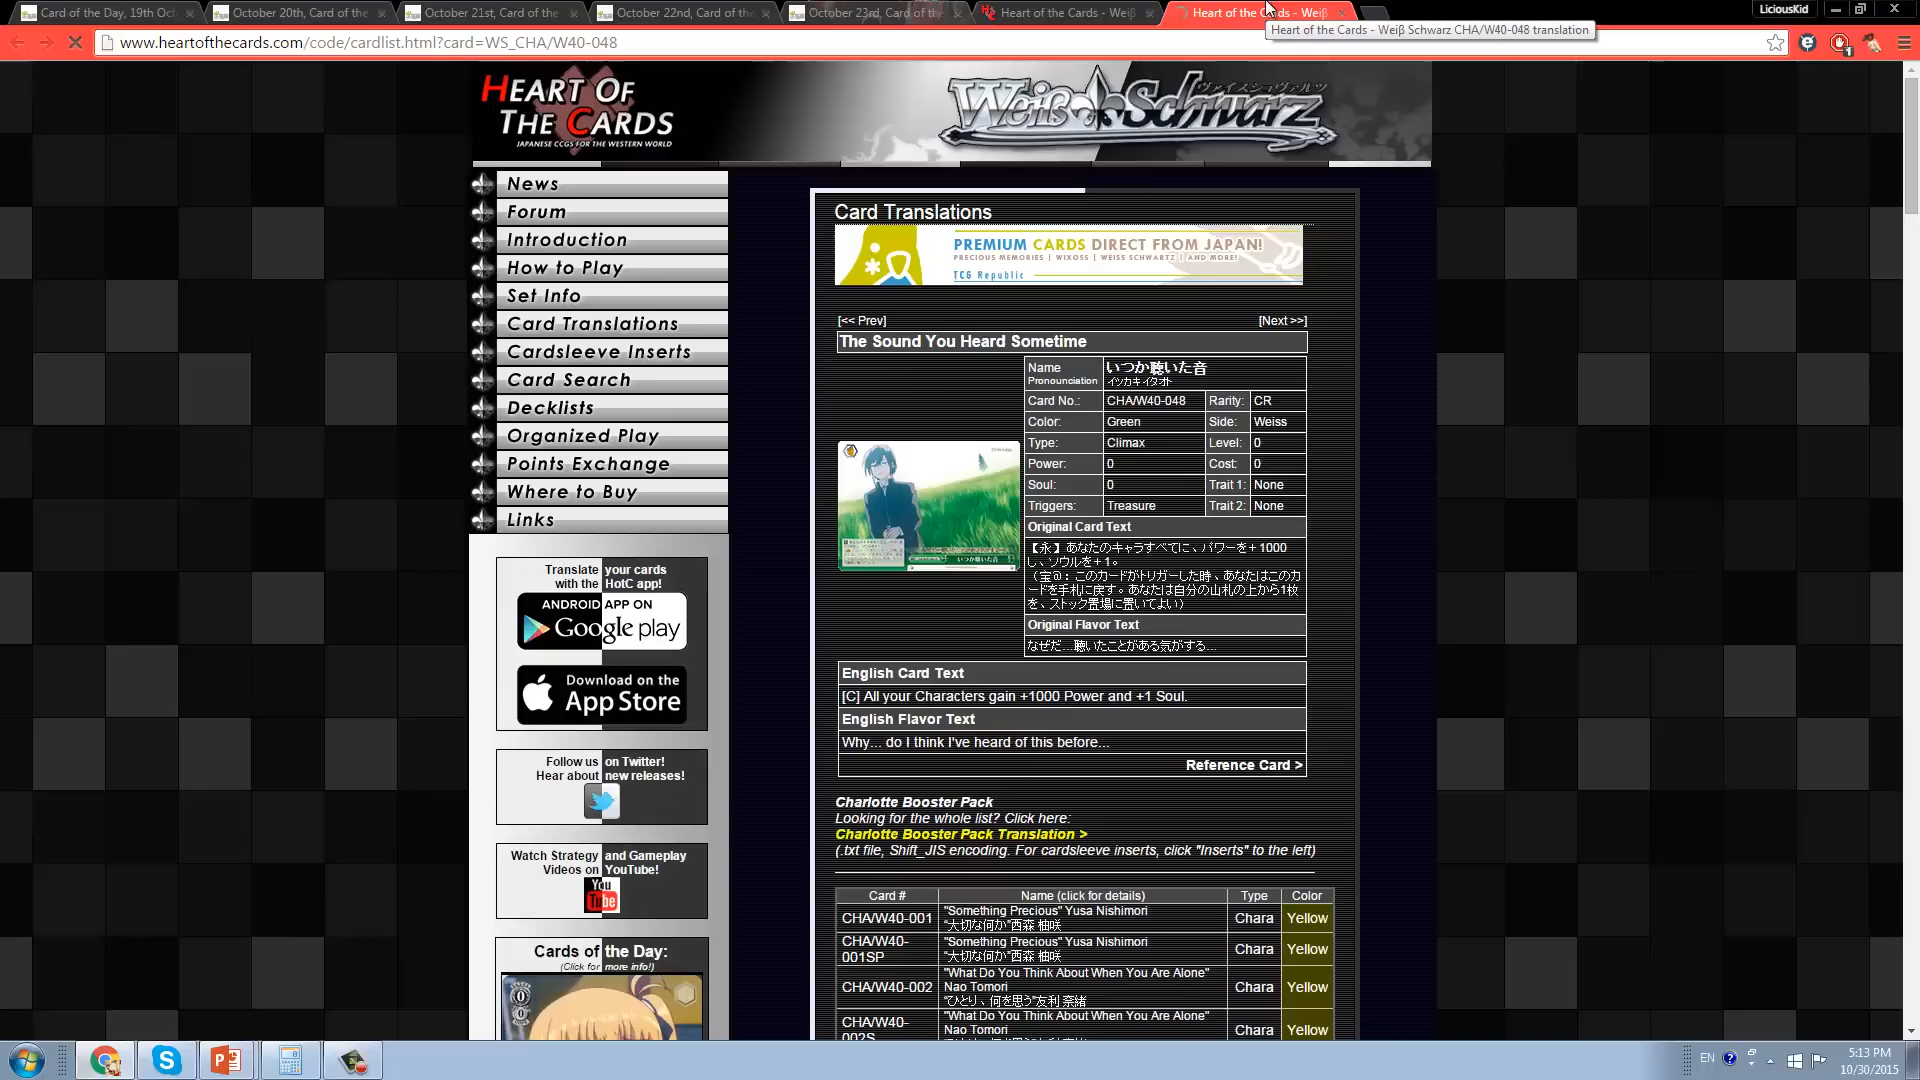 Card of the Day, 19th Oct
October 20th, Card of the
October 21st, Card of the
October 22nd, Card of the
October 23rd, Card of the
Heart of the Cards - Weiß
Heart of the Cards - Weiß
LiciousKid
Heart of the Cards - Weiβ Schwarz CHA/W40-048 translation
www.heartofthecards.com/code/cardlist.html?card=WS_CHA/W40-048
HEART OF
THE CARDS
JAPANESE CCGS FOR THE WESTERN WORLD
ヴァイスシュヴァルツ
Weiß Schwarz
News
Forum
Introduction
How to Play
Set Info
Card Translations
Cardsleeve Inserts
Card Search
Decklists
Organized Play
Points Exchange
Where to Buy
Links
Translate your cards
with the HotC app!
ANDROID APP ON
Google play
Download on the
App Store
Follow us on Twitter!
Hear about new releases!
Watch Strategy and Gameplay
Videos on YouTube!
You
Tube
Cards of the Day:
(Click for more info!)
Card Translations
PREMIUM CARDS DIRECT FROM JAPAN!
PRECIOUS MEMORIES | WIXOSS | WEISS SCHWARTZ | AND MORE!
TCG Republic
[<< Prev] [Next >>]
The Sound You Heard Sometime
Name いつか聴いた音
Pronounciation イツカキイタオト
Card No.: CHA/W40-048 Rarity: CR
Color: Green Side: Weiss
Type: Climax Level: 0
Power: 0 Cost: 0
Soul: 0 Trait 1: None
Triggers: Treasure Trait 2: None
Original Card Text
【永】あなたのキャラすべてに、パワーを＋1000
し、ソウルを＋1。
（宝@：このカードがトリガーした時、あなたはこのカ
ードを手札に戻す。あなたは自分の山札の上から1枚
を、ストック置場に置いてよい）
Original Flavor Text
なぜだ…聴いたことがある気がする…
いつか聴いた音
English Card Text
[C] All your Characters gain +1000 Power and +1 Soul.
English Flavor Text
Why... do I think I've heard of this before...
Reference Card >
Charlotte Booster Pack
Looking for the whole list? Click here:
Charlotte Booster Pack Translation >
(.txt file, Shift_JIS encoding. For cardsleeve inserts, click "Inserts" to the left)
Card # Name (click for details) Type Color
CHA/W40-001 "Something Precious" Yusa Nishimori Chara Yellow
“大切な何か”西森 柚咲
CHA/W40-001SP "Something Precious" Yusa Nishimori Chara Yellow
“大切な何か”西森 柚咲
CHA/W40-002 "What Do You Think About When You Are Alone" Nao Tomori Chara Yellow
“ひとり、何を思う”友利 奈緒
CHA/W40-002S "What Do You Think About When You Are Alone" Nao Tomori Chara Yellow
EN
5:13 PM
10/30/2015